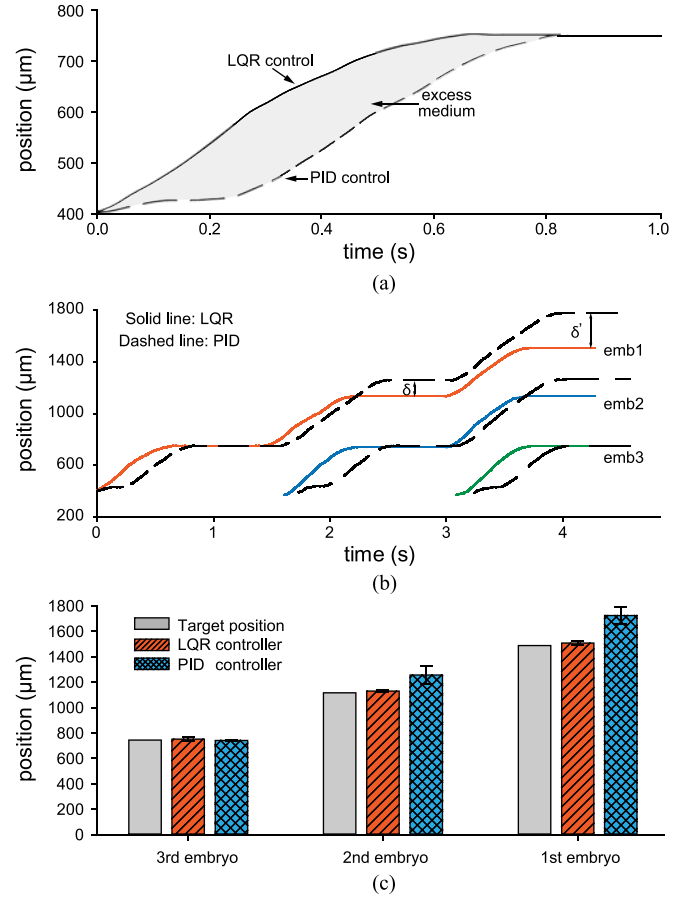 800
700
600
500
400
position (µm)
LQR control
excess
medium
PID control
0.0 0.2 0.4 0.6 0.8 1.0
time (s)
(a)
1800
1400
1000
600
200
position (µm)
Solid line: LQR
Dashed line: PID
δ
δ'
emb1
emb2
emb3
0 1 2 3 4
time (s)
(b)
1800
1600
1400
1200
1000
800
600
400
200
0
position (µm)
Target position
LQR controller
PID controller
3rd embryo 2nd embryo 1st embryo
(c)